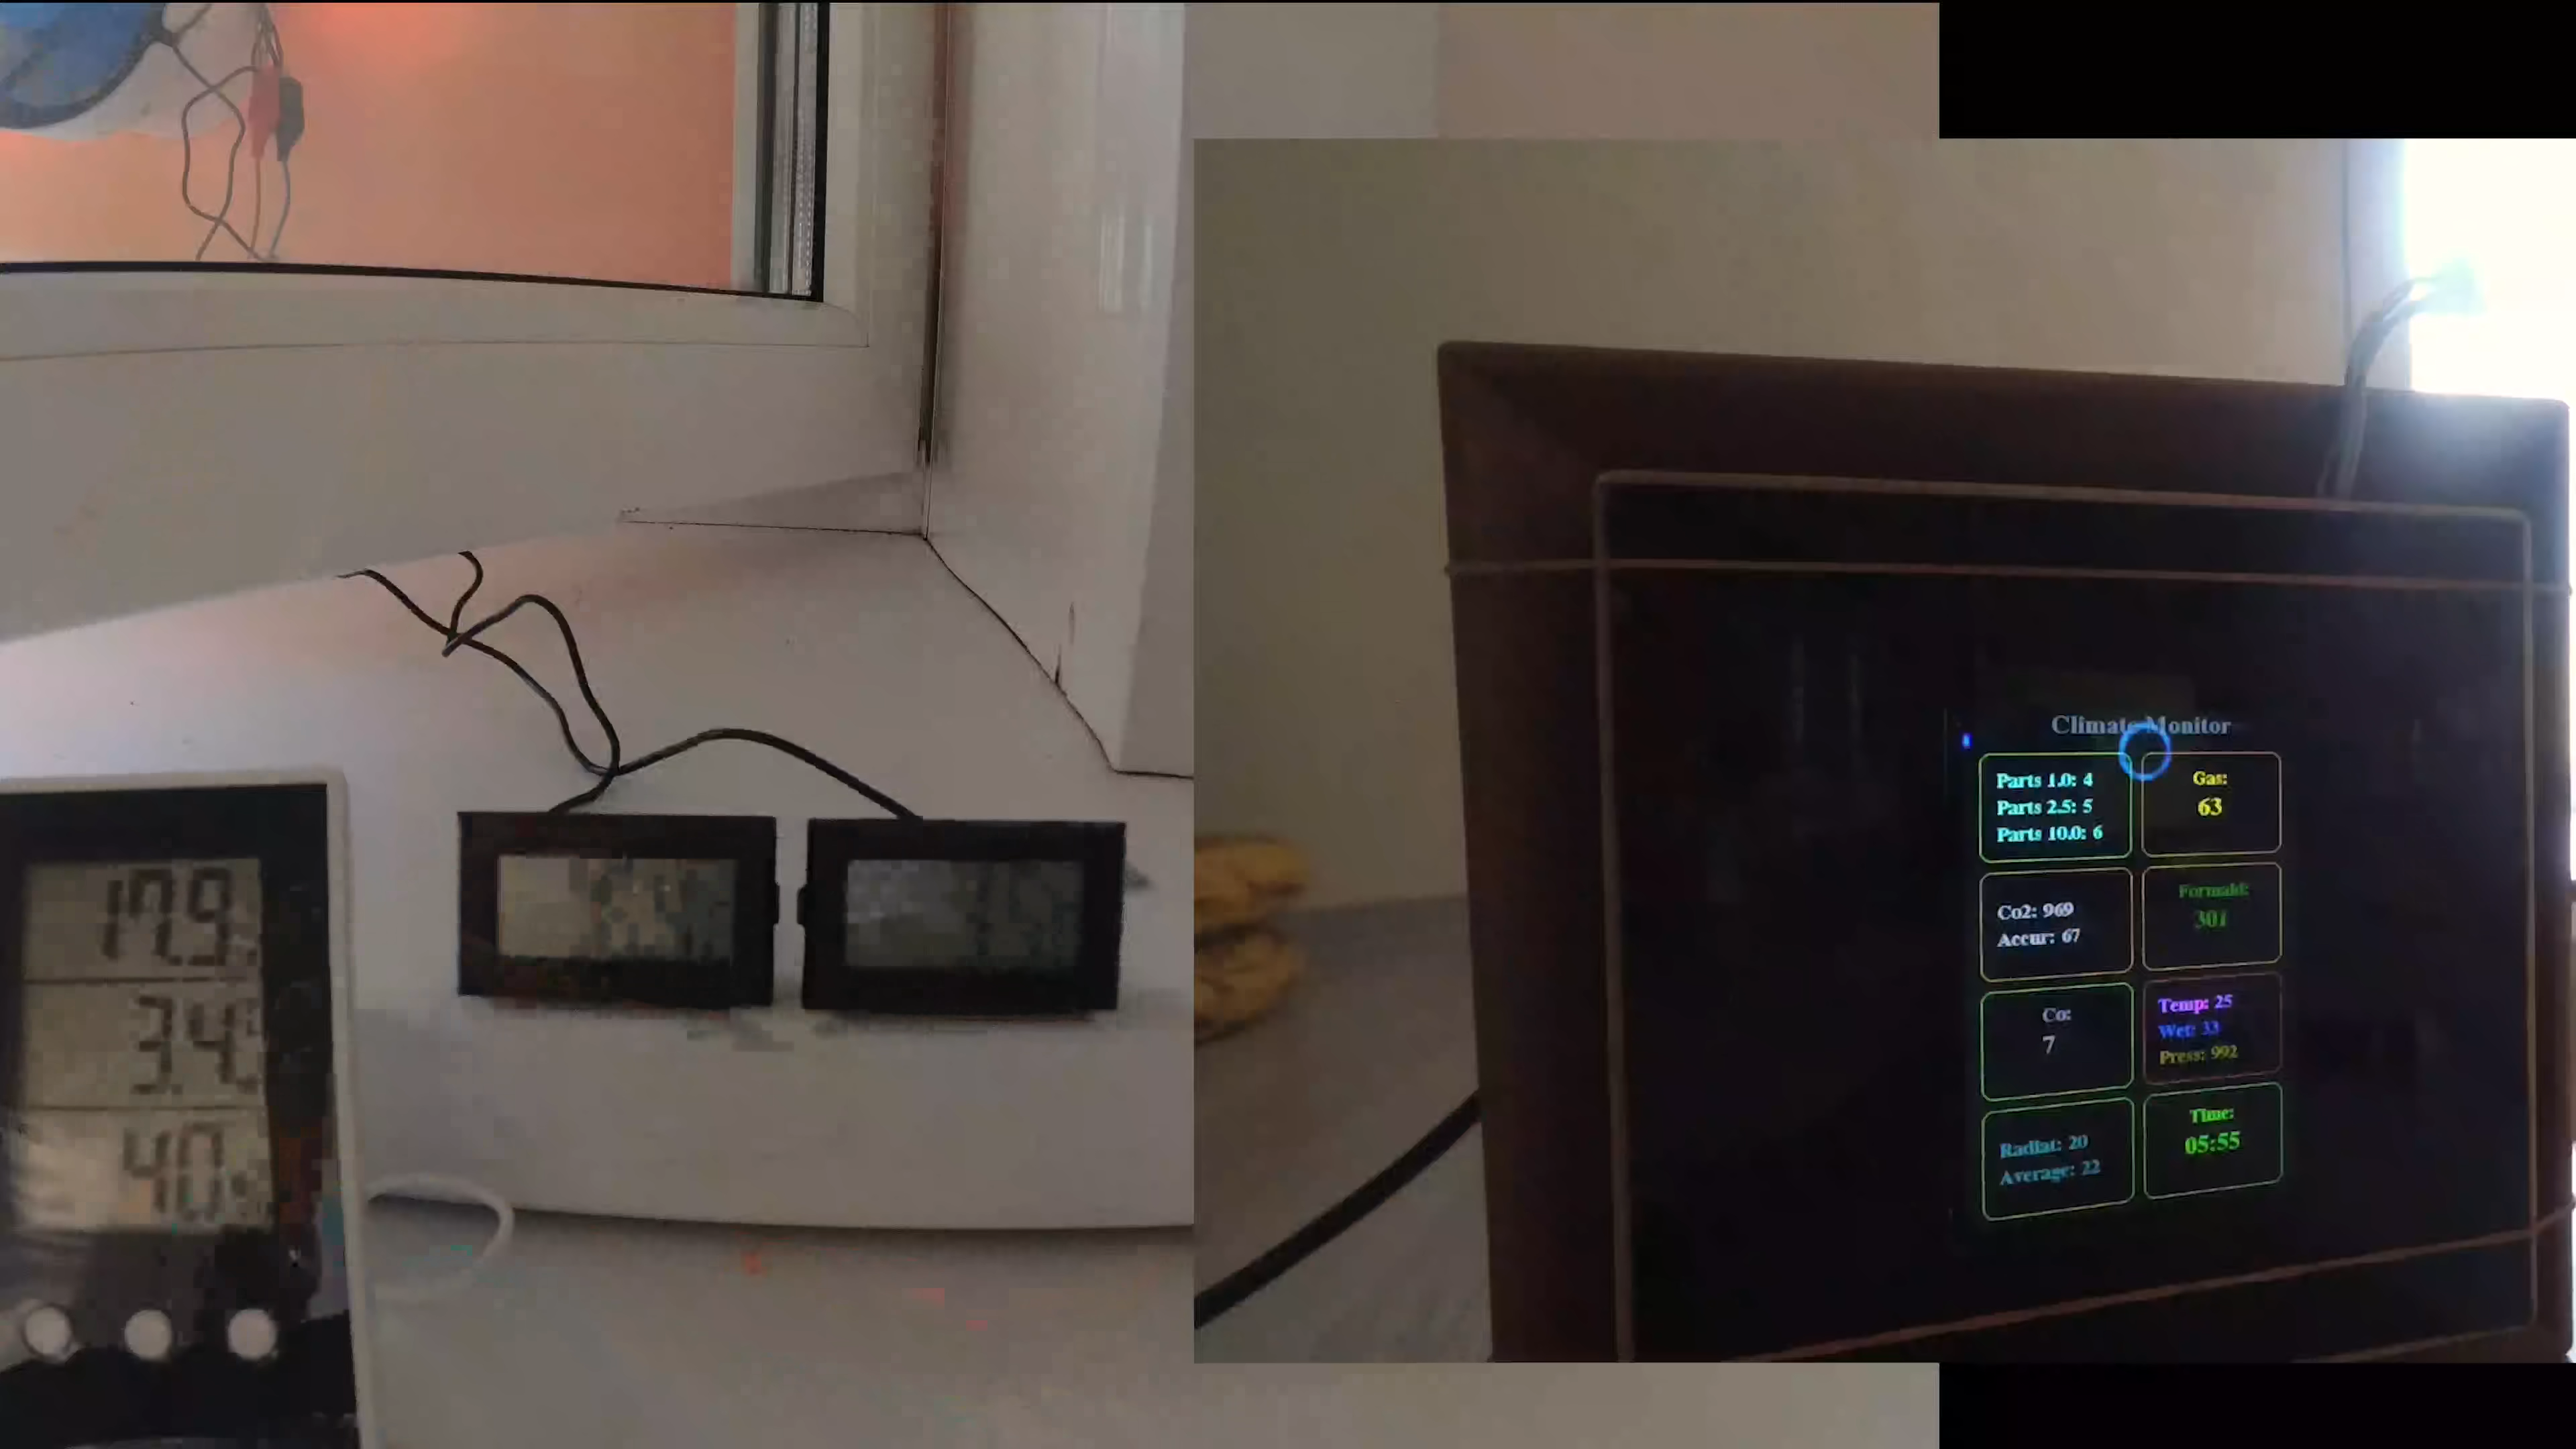 17.9
3.4
40
Climate Monitor
Parts 1.0: 4
Parts 2.5: 5
Parts 10.0: 6
Gas:
63
Co2: 969
Accur: 67
Formald:
301
Co:
7
Temp: 25
Wet: 33
Press: 992
Radiat: 20
Average: 22
Time:
05:55